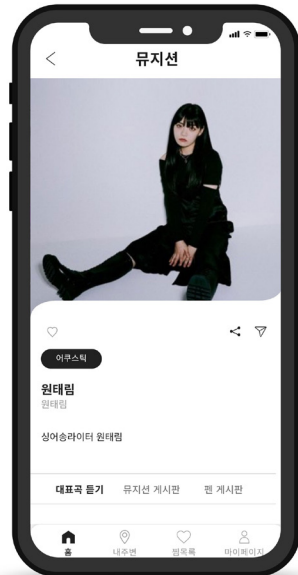 뮤지션
어쿠스틱
원태림
원태림
싱어송라이터 원태림
대표곡 듣기 뮤지션 게시판 팬 게시판
홈 내주변 찜목록 마이페이지